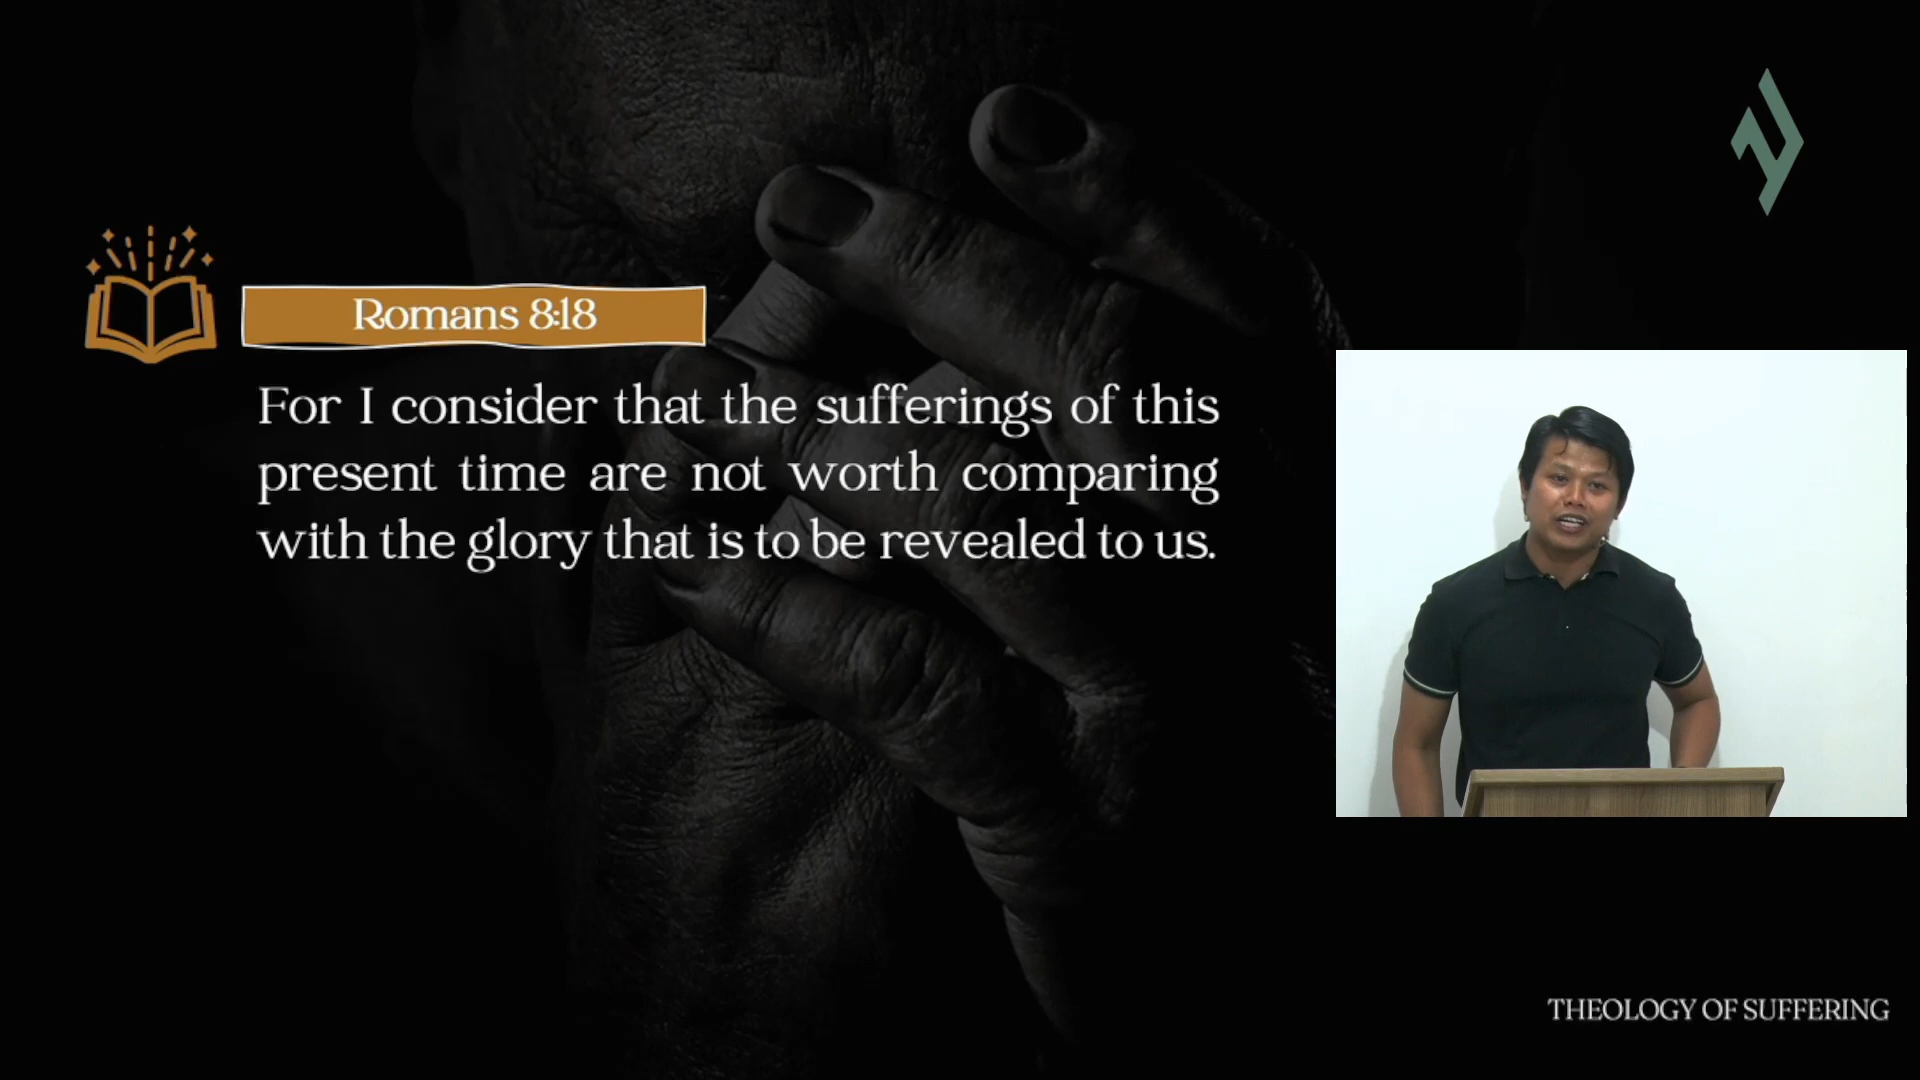 Romans 8:18
For I consider that the sufferings of this
present time are not worth comparing
with the glory that is to be revealed to us.
THEOLOGY OF SUFFERING